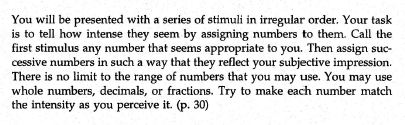 You will be presented with a series of stimuli in irregular order. Your task
is to tell how intense they seem by assigning numbers to them. Call the
first stimulus any number that seems appropriate to you. Then assign suc-
cessive numbers in such a way that they reflect your subjective impression.
There is no limit to the range of numbers that you may use. You may use
whole numbers, decimals, or fractions. Try to make each number match
the intensity as you perceive it. (p. 30)